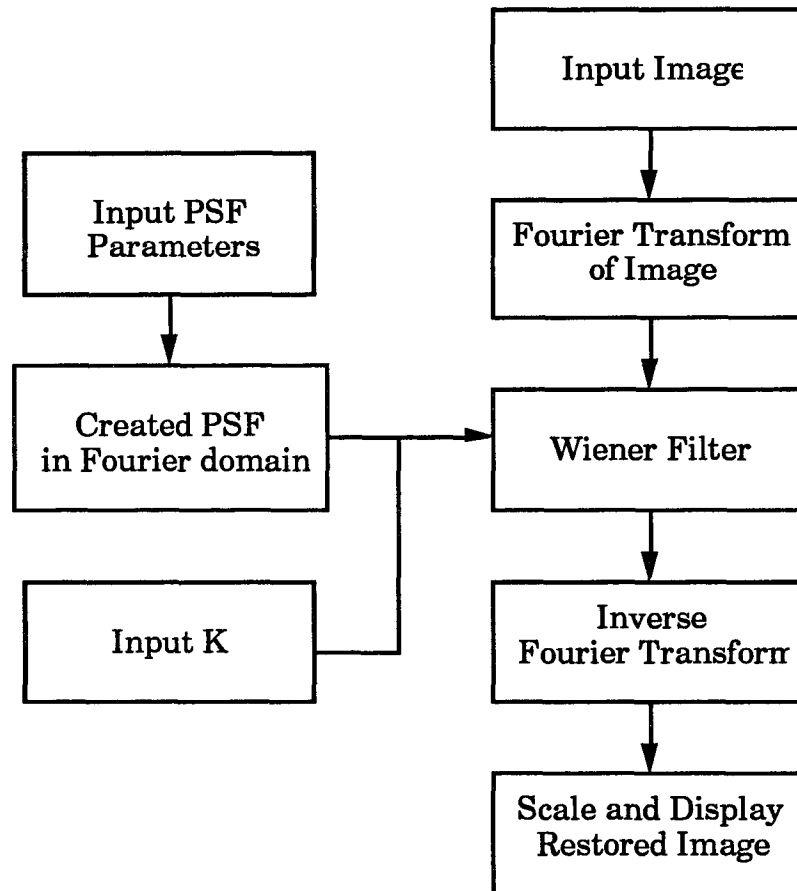 Input Image
Input PSF
Parameters
Fourier Transform
of Image
Created PSF
in Fourier domain
Wiener Filter
Input K
Inverse
Fourier Transform
Scale and Display
Restored Image